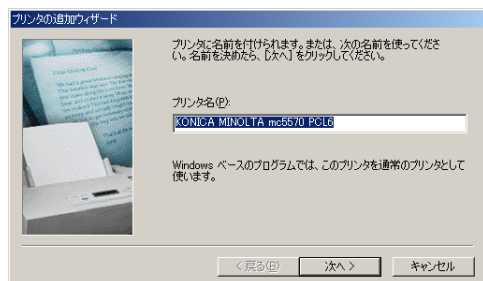 プリンタの追加ウィザード
プリンタに名前を付けられます。または、次の名前を使ってくださ
い。名前を決めたら、[次へ] をクリックしてください。
プリンタ名(P):
KONICA MINOLTA mc5570 PCL6
Windows ベースのプログラムでは、このプリンタを通常のプリンタとして
使います。
< 戻る(B)
次へ >
キャンセル